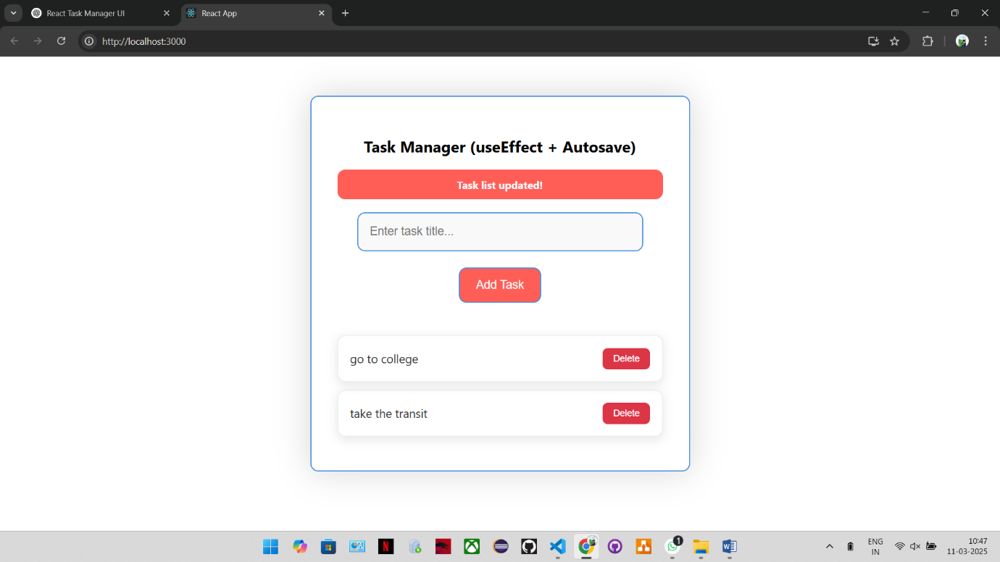 React Task Manager UI
React App
http://localhost:3000
Task Manager (useEffect + Autosave)
Task list updated!
Enter task title...
Add Task
go to college
Delete
take the transit
Delete
N
1
W
ENG
IN
10:47
11-03-2025